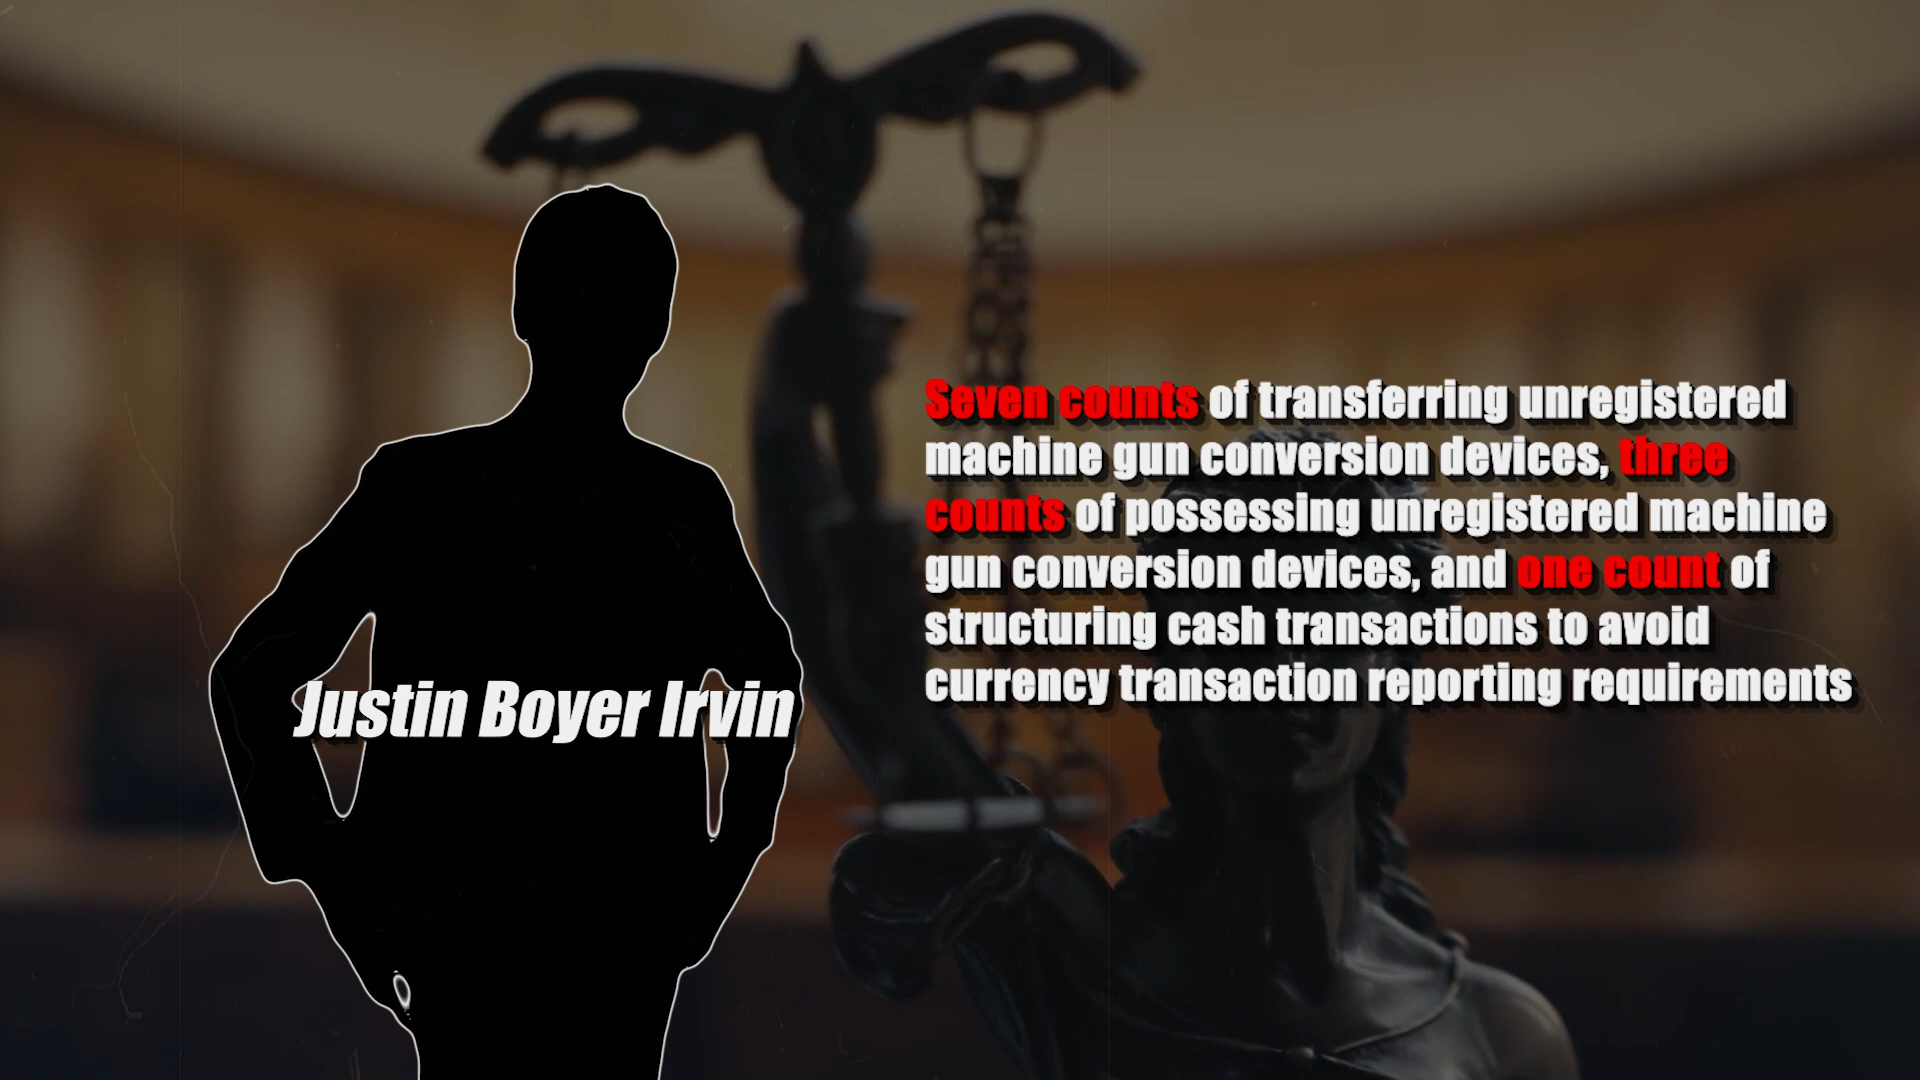 Seven counts of transferring unregistered
machine gun conversion devices, three
counts of possessing unregistered machine
gun conversion devices, and one count of
structuring cash transactions to avoid
currency transaction reporting requirements
Justin Boyer Irvin